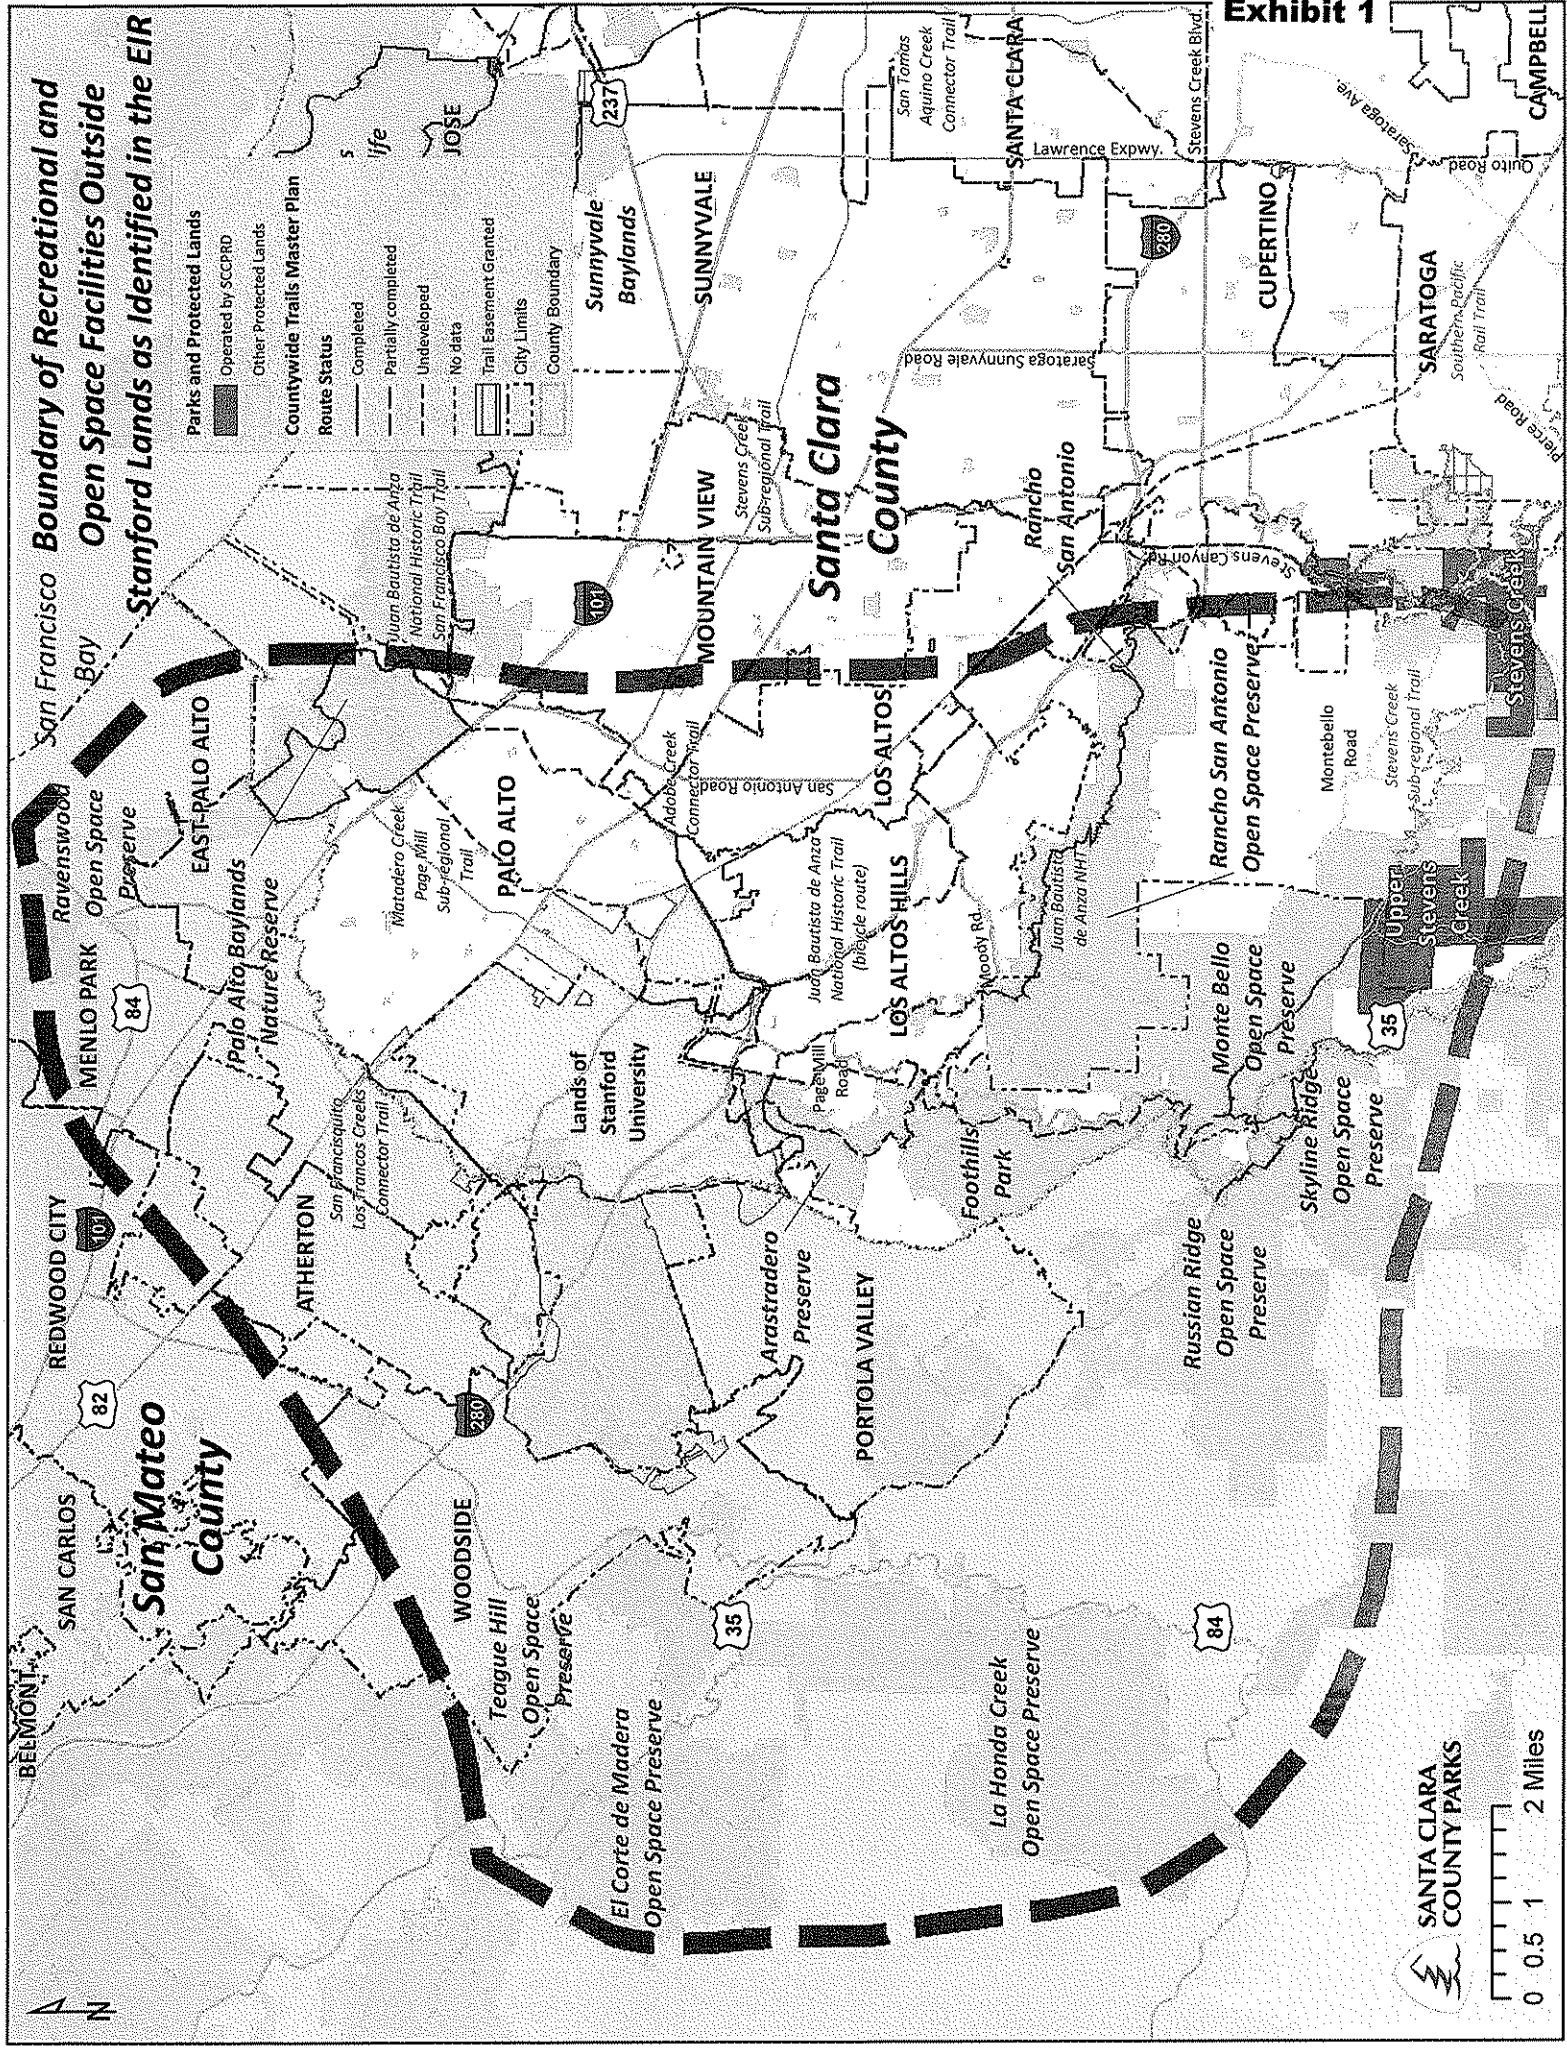 Exhibit 1
Boundary of Recreational and
Open Space Facilities Outside
Stanford Lands as Identified in the EIR
San Francisco
Bay
Parks and Protected Lands
Operated by SCCPRD
Other Protected Lands
Countywide Trails Master Plan
Route Status
Completed
Partially completed
Undeveloped
No data
Trail Easement Granted
City Limits
County Boundary
s
life
JOSE
237
BELMONT
SAN CARLOS
San Mateo
County
82
REDWOOD CITY
101
MENLO PARK
84
Ravenswood
Open Space
Preserve
EAST PALO ALTO
Palo Alto Baylands
Nature Reserve
ATHERTON
San Francisquito
Los Trancos Creeks
Connector Trail
Juan Bautista de Anza
National Historic Trail
San Francisco Bay Trail
Matadero Creek
Page Mill
Sub-regional
Trail
PALO ALTO
101
MOUNTAIN VIEW
Stevens Creek
Sub-regional Trail
Sunnyvale
Baylands
SUNNYVALE
San Tomas
Aquino Creek
Connector Trail
SANTA CLARA
Lawrence Expwy.
Stevens Creek Blvd.
280
WOODSIDE
Teague Hill
Open Space
Preserve
El Corte de Madera
Open Space Preserve
35
Lands of
Stanford
University
Adobe Creek
Connector Trail
San Antonio Road
Santa Clara
County
Saratoga Sunnyvale Road
Arastradero
Preserve
PORTOLA VALLEY
Page Mill
Road
Juan Bautista de Anza
National Historic Trail
(bicycle route)
LOS ALTOS HILLS
LOS ALTOS
Moody Rd.
Foothills
Park
Juan Bautista
de Anza NHT
Rancho
San Antonio
280
CUPERTINO
La Honda Creek
Open Space Preserve
84
Russian Ridge
Open Space
Preserve
Monte Bello
Open Space
Preserve
Rancho San Antonio
Open Space Preserve
Stevens Canyon Rd
Skyline Ridge
Open Space
Preserve
35
Montebello
Road
Stevens Creek
Sub-regional Trail
Upper
Stevens
Creek
Stevens Creek
SARATOGA
Southern Pacific
Rail Trail
Pierce Road
Saratoga Ave
Quito Road
CAMPBELL
N
SANTA CLARA
COUNTY PARKS
0 0.5 1 2 Miles